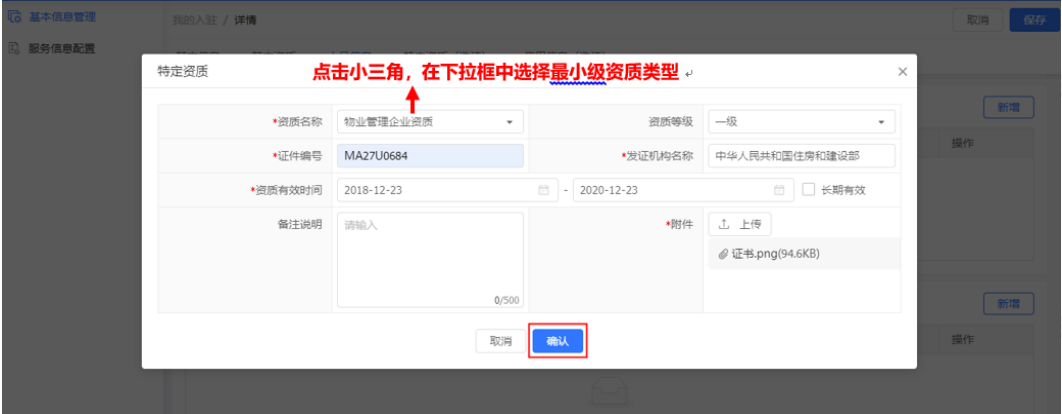 基本信息管理
我的入驻 / 详情
取消
保存
服务信息配置
特定资质
点击小三角，在下拉框中选择最小级资质类型
新增
*资质名称
物业管理企业资质
资质等级
一级
操作
*证件编号
MA27U0684
*发证机构名称
中华人民共和国住房和建设部
*资质有效时间
2018-12-23
-
2020-12-23
长期有效
备注说明
请输入
0/500
*附件
上传
证书.png(94.6KB)
新增
取消
确认
操作